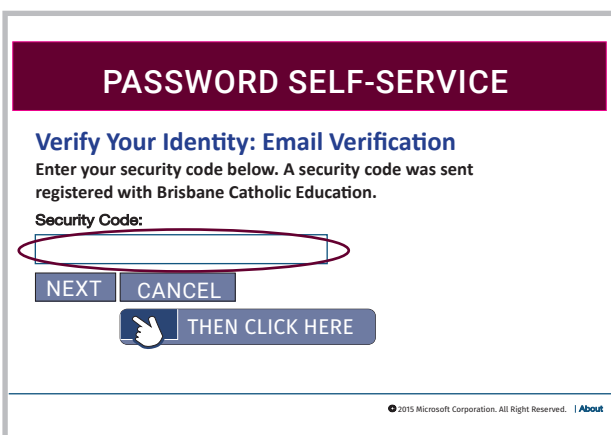 PASSWORD SELF-SERVICE
Verify Your Identity: Email Verification
Enter your security code below. A security code was sent
registered with Brisbane Catholic Education.
Security Code:
NEXT CANCEL
THEN CLICK HERE
© 2015 Microsoft Corporation. All Right Reserved. | About